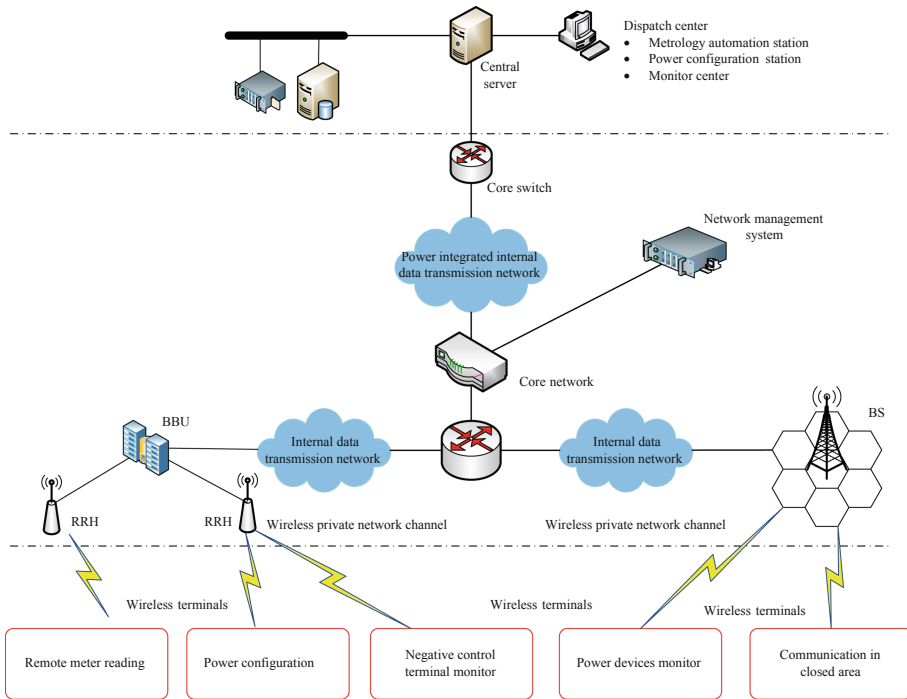 Dispatch center
• Metrology automation station
• Power configuration station
• Monitor center
Central
server
Core switch
Network management
system
Power integrated internal
data transmission network
Core network
BBU
Internal data
transmission network
Internal data
transmission network
BS
RRH
RRH
Wireless private network channel
Wireless private network channel
Wireless terminals
Wireless terminals
Wireless terminals
Remote meter reading
Power configuration
Negative control
terminal monitor
Power devices monitor
Communication in
closed area